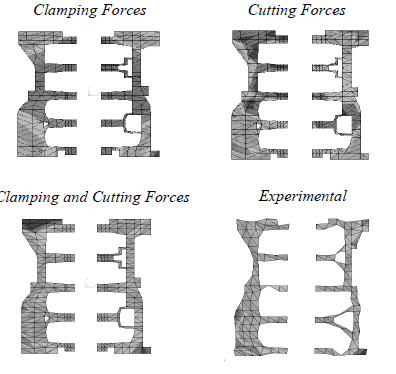 Clamping Forces
Cutting Forces
Clamping and Cutting Forces
Experimental